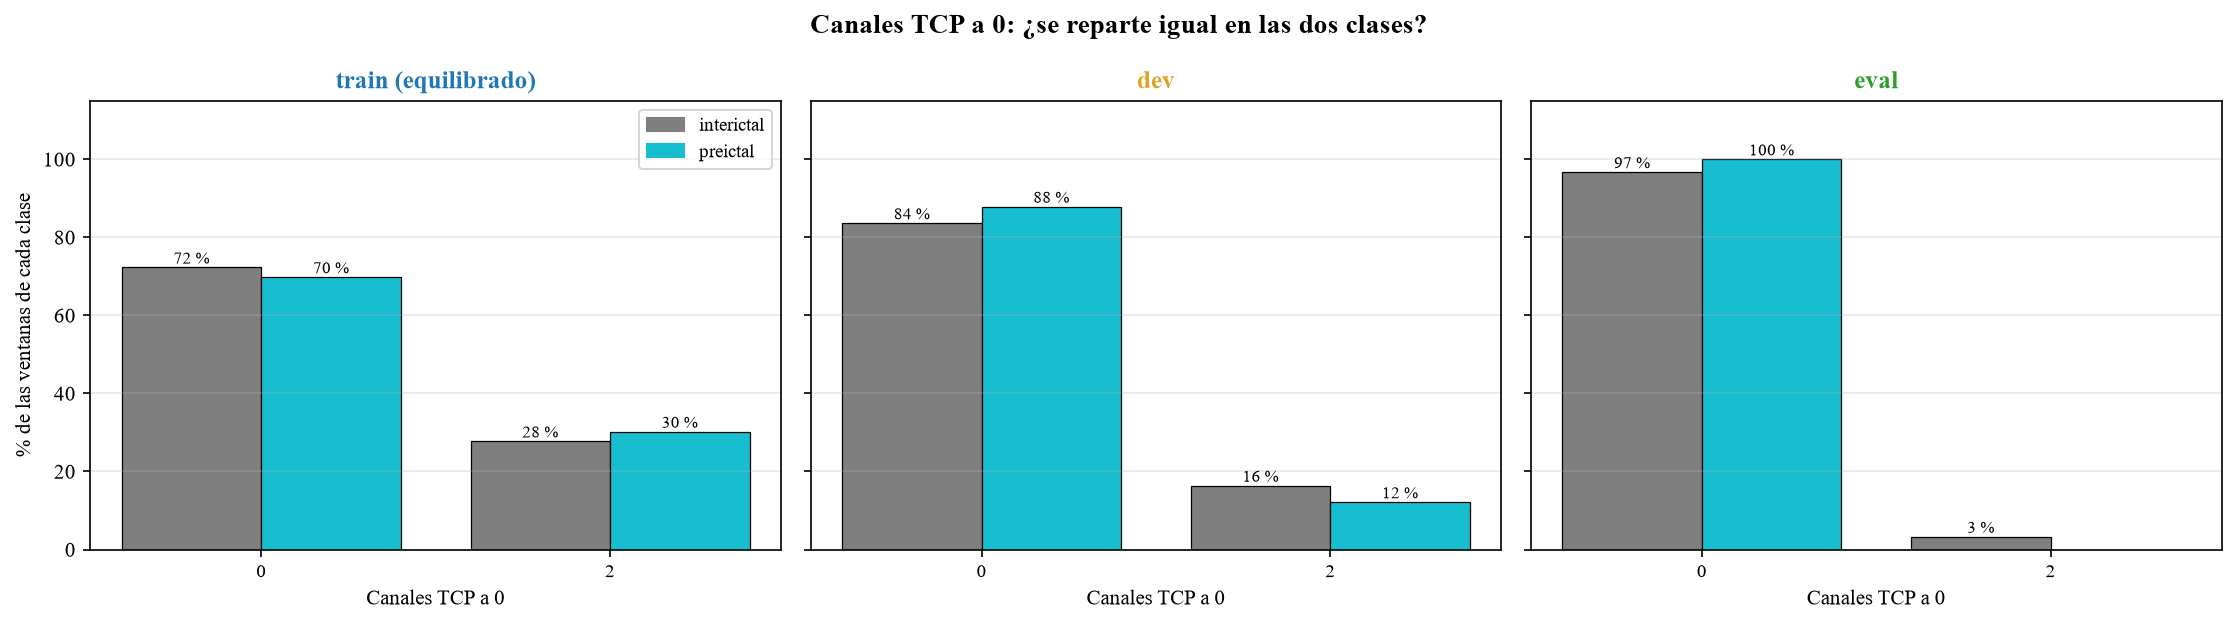 Canales TCP a 0: ¿se reparte igual en las dos clases?
train (equilibrado)
dev
eval
% de las ventanas de cada clase
100
80
60
40
20
0
interictal
preictal
72 %
70 %
28 %
30 %
0
2
Canales TCP a 0
84 %
88 %
16 %
12 %
0
2
Canales TCP a 0
97 %
100 %
3 %
0
2
Canales TCP a 0